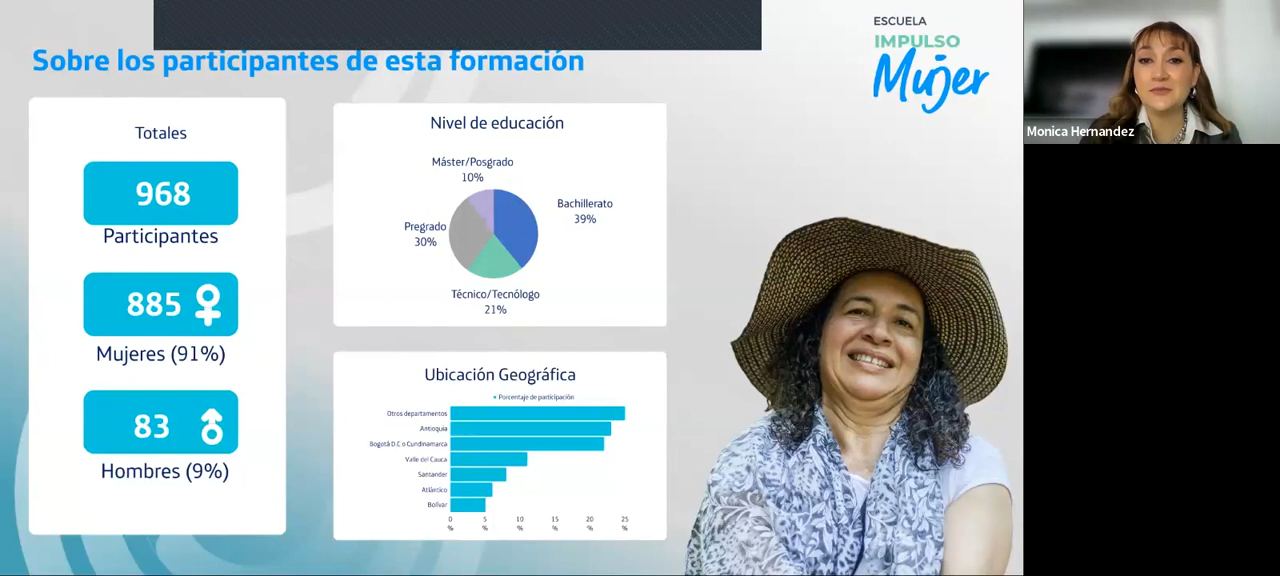 Sobre los participantes de esta formación
ESCUELA
IMPULSO
Mujer
Monica Hernandez
Totales
968
Participantes
885
Mujeres (91%)
83
Hombres (9%)
Nivel de educación
Máster/Posgrado
10%
Bachillerato
39%
Pregrado
30%
Técnico/Tecnólogo
21%
Ubicación Geográfica
Porcentaje de participación
Otros departamentos
Antioquia
Bogotá D.C o Cundinamarca
Valle del Cauca
Santander
Atlántico
Bolívar
0 5 10 15 20 25
% % % % % %